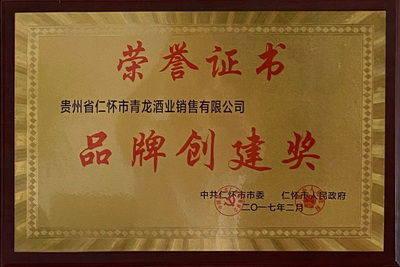 荣誉证书
贵州省仁怀市青龙酒业销售有限公司
品牌创建奖
中共仁怀市市委 仁怀市人民政府
二〇一七年二月